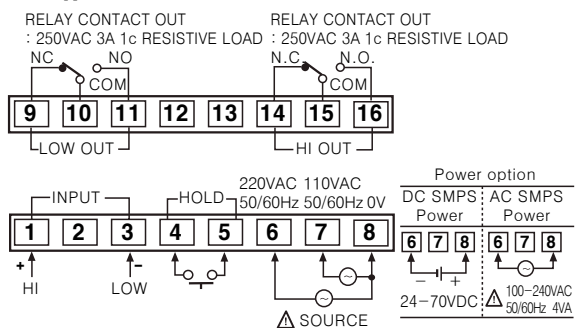 RELAY CONTACT OUT RELAY CONTACT OUT
: 250VAC 3A 1c RESISTIVE LOAD : 250VAC 3A 1c RESISTIVE LOAD
NC NO N.C. N.O.
COM COM
9 10 11 12 13 14 15 16
LOW OUT HI OUT
Power option
220VAC 110VAC DC SMPS AC SMPS
INPUT HOLD 50/60Hz 50/60Hz 0V Power Power
1 2 3 4 5 6 7 8 6 7 8 6 7 8
+ - ~ - + ~
HI LOW ~ 24-70VDC ⚠ 100-240VAC
50/60Hz 4VA
⚠ SOURCE